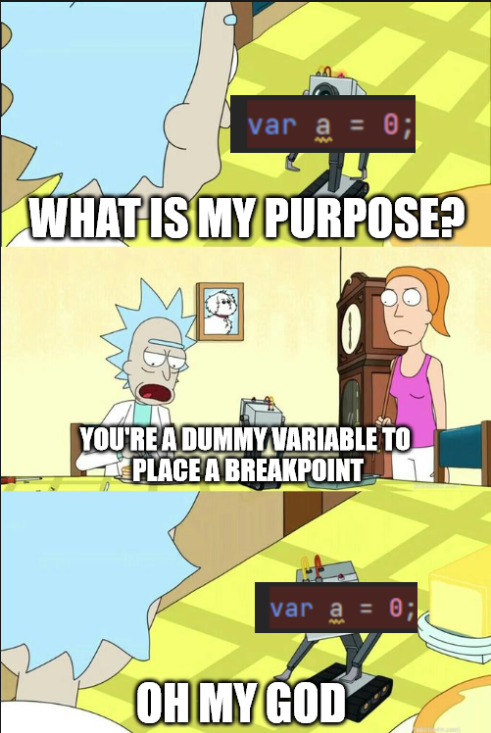 var a = 0;
WHAT IS MY PURPOSE?
YOU'RE A DUMMY VARIABLE TO
PLACE A BREAKPOINT
var a = 0;
OH MY GOD